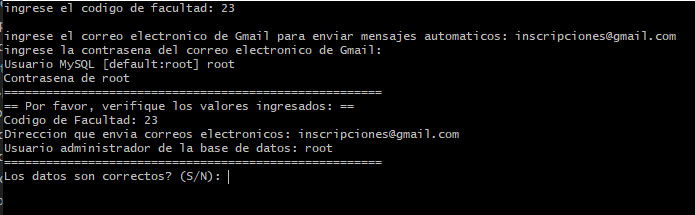 ingrese el codigo de facultad: 23
ingrese el correo electronico de Gmail para enviar mensajes automaticos: inscripciones@gmail.com
ingrese la contrasena del correo electronico de Gmail:
Usuario MySQL [default:root] root
Contrasena de root
======================================================
== Por favor, verifique los valores ingresados: ==
Codigo de Facultad: 23
Direccion que envia correos electronicos: inscripciones@gmail.com
Usuario administrador de la base de datos: root
======================================================
Los datos son correctos? (S/N):